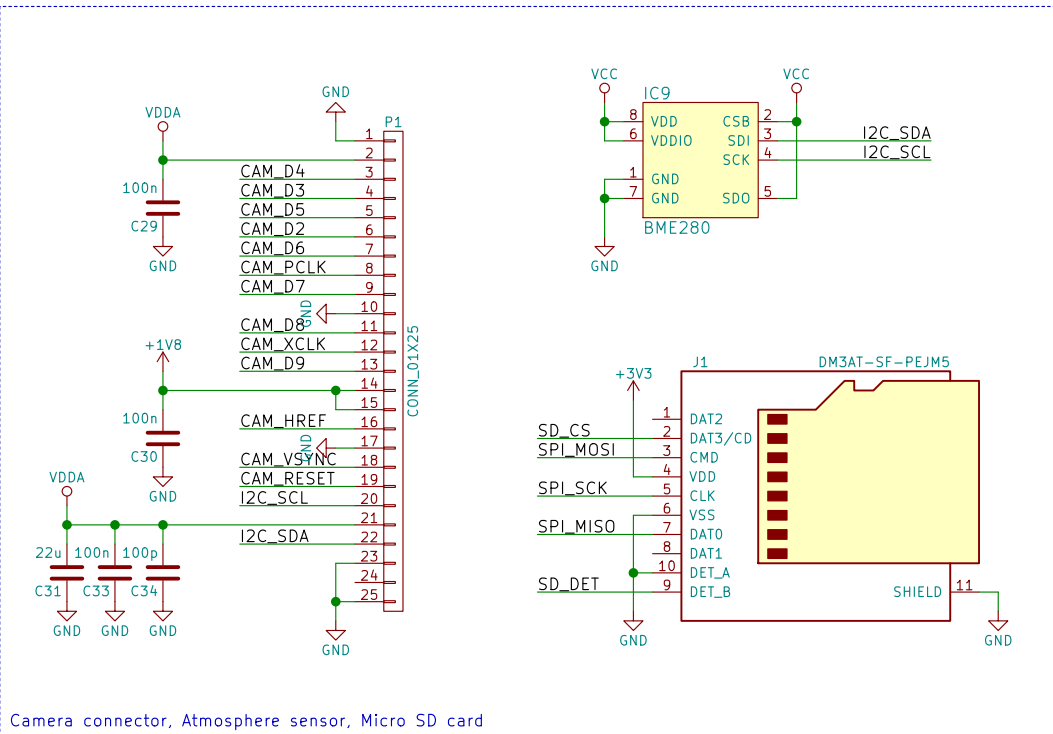 GND
VDDA
P1
1
2
CAM_D4 3
CAM_D3 4
CAM_D5 5
CAM_D2 6
CAM_D6 7
CAM_PCLK 8
CAM_D7 9
GND 10
CAM_D8 11
CAM_XCLK 12
CAM_D9 13
14
15
CAM_HREF 16
GND 17
CAM_VSYNC 18
CAM_RESET 19
I2C_SCL 20
21
I2C_SDA 22
23
24
25
CONN_01X25
GND
100n
C29
GND
+1V8
100n
C30
GND
VDDA
22u 100n 100p
C31 C33 C34
GND GND GND
VCC VCC
IC9
8 VDD CSB 2
6 VDDIO SDI 3 I2C_SDA
SCK 4 I2C_SCL
1 GND
7 GND SDO 5
BME280
GND
J1 DM3AT-SF-PEJM5
+3V3
1 DAT2
SD_CS 2 DAT3/CD
SPI_MOSI 3 CMD
4 VDD
SPI_SCK 5 CLK
6 VSS
SPI_MISO 7 DAT0
8 DAT1
10 DET_A
SD_DET 9 DET_B
SHIELD 11
GND GND
Camera connector, Atmosphere sensor, Micro SD card